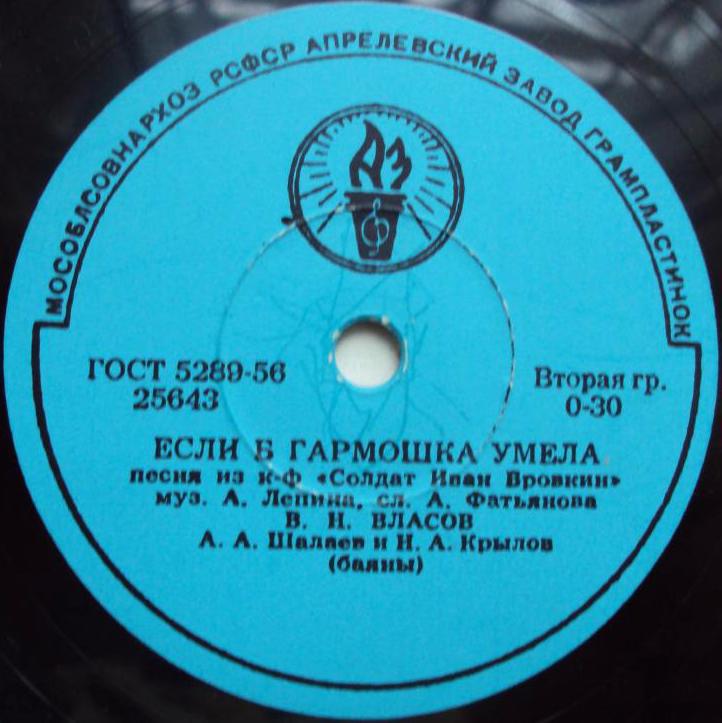 МОСОБЛСОВНАРХОЗ РСФСР АПРЕЛЕВСКИЙ ЗАВОД ГРАМПЛАСТИНОК
АЗ
ГОСТ 5289-56
25643
Вторая гр.
0-30
ЕСЛИ Б ГАРМОШКА УМЕЛА
песня из к-ф «Солдат Иван Бровкин»
муз. А. Лепина, сл. А. Фатьянова
В. Н. ВЛАСОВ
А. А. Шалаев и Н. А. Крылов
(баяны)